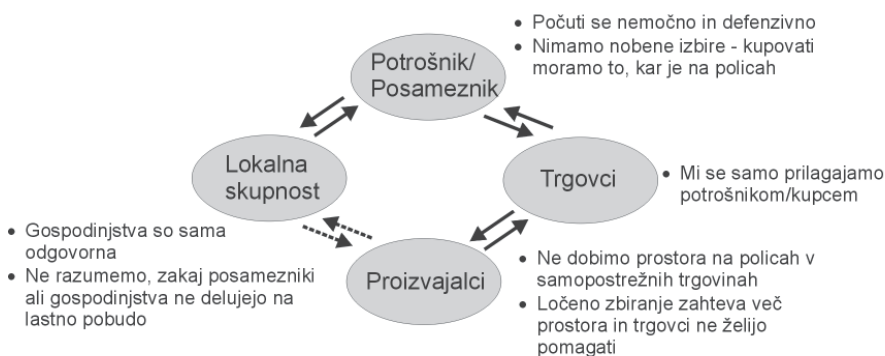 • Počuti se nemočno in defenzivno
• Nimamo nobene izbire - kupovati
moramo to, kar je na policah
Potrošnik/
Posameznik
Lokalna
skupnost
Trgovci
• Mi se samo prilagajamo
potrošnikom/kupcem
• Gospodinjstva so sama
odgovorna
• Ne razumemo, zakaj posamezniki
ali gospodinjstva ne delujejo na
lastno pobudo
Proizvajalci
• Ne dobimo prostora na policah v
samopostrežnih trgovinah
• Ločeno zbiranje zahteva več
prostora in trgovci ne želijo
pomagati